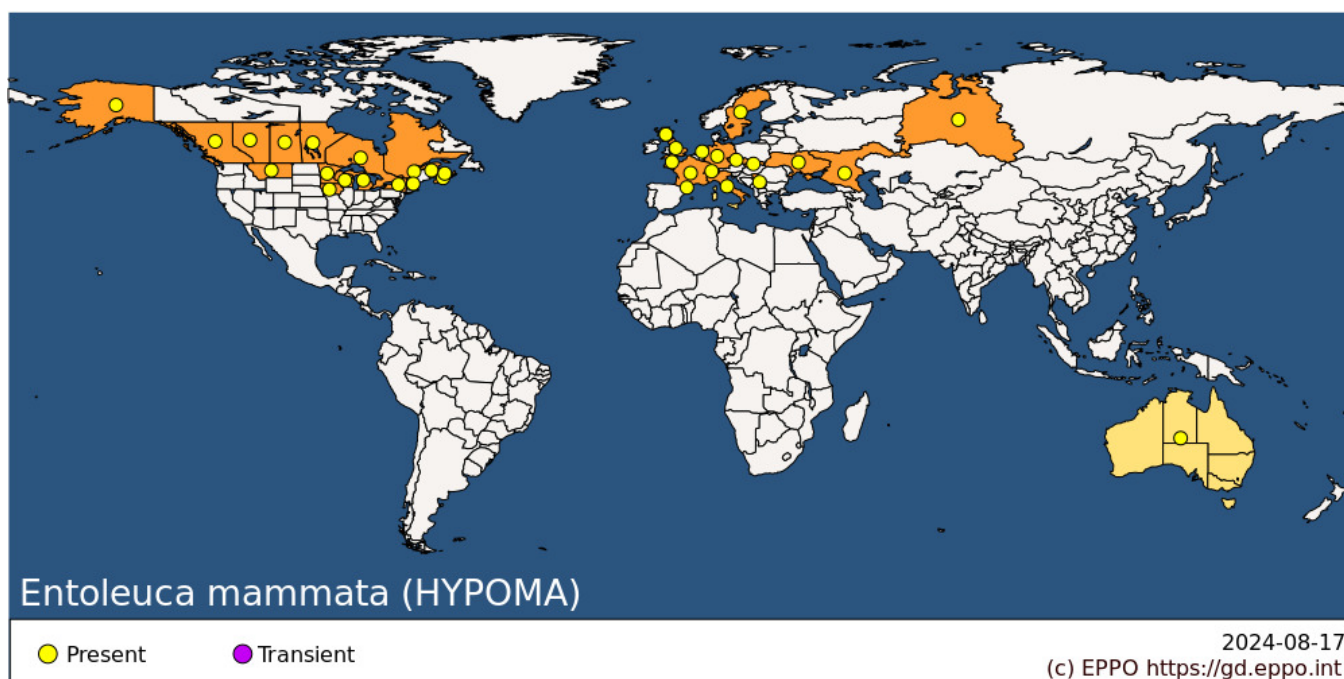 Entoleuca mammata (HYPOMA)
Present
Transient
2024-08-17
(c) EPPO https://gd.eppo.int